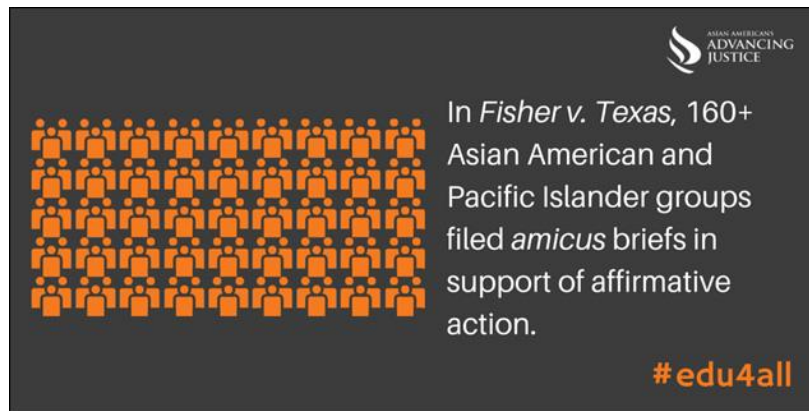 ASIAN AMERICANS
ADVANCING
JUSTICE
In Fisher v. Texas, 160+
Asian American and
Pacific Islander groups
filed amicus briefs in
support of affirmative
action.
#edu4all